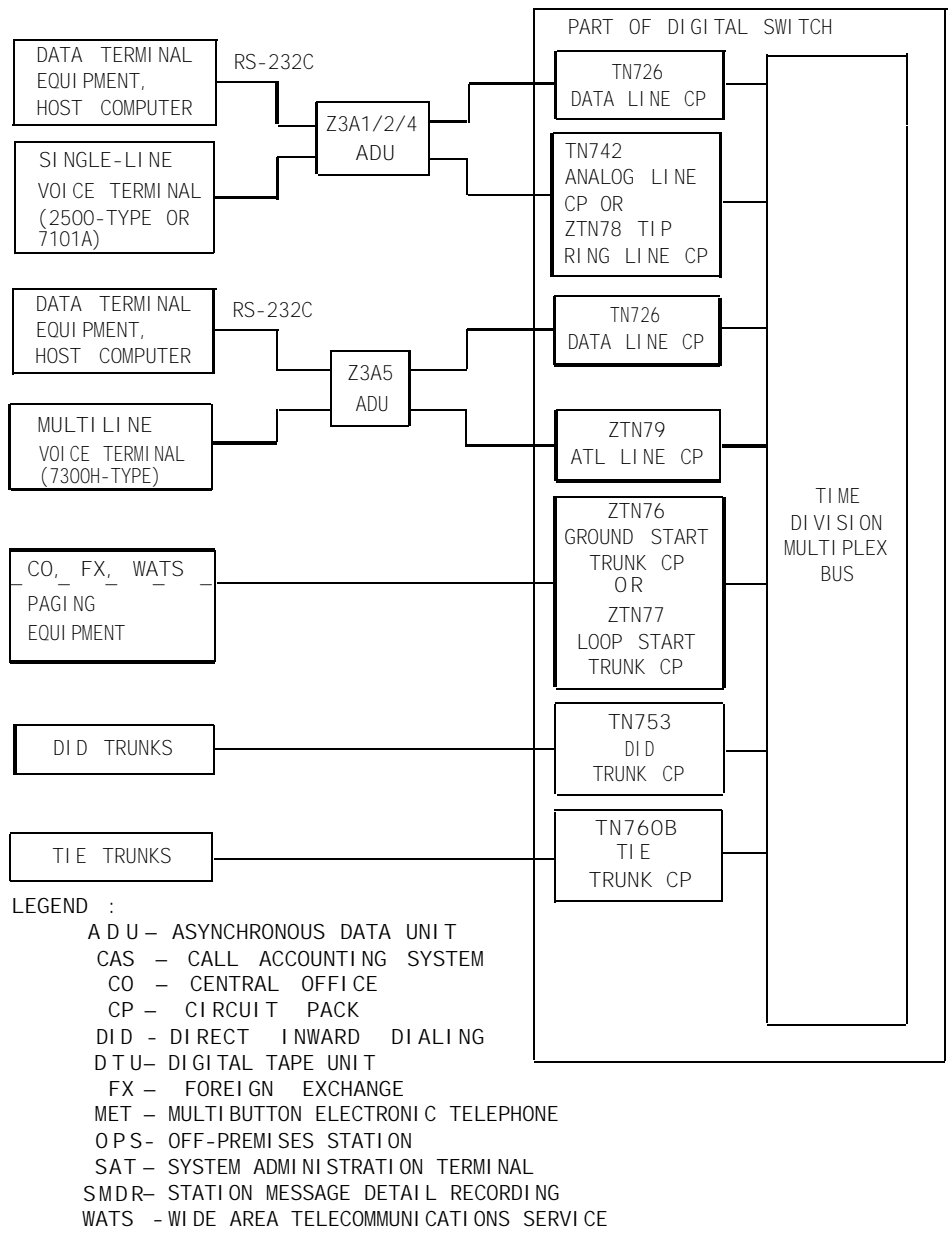 PART OF DIGITAL SWITCH
DATA TERMINAL
EQUIPMENT,
HOST COMPUTER
RS-232C
Z3A1/2/4
ADU
TN726
DATA LINE CP
SINGLE-LINE
VOICE TERMINAL
(2500-TYPE OR
7101A)
TN742
ANALOG LINE
CP OR
ZTN78 TIP
RING LINE CP
DATA TERMINAL
EQUIPMENT,
HOST COMPUTER
RS-232C
Z3A5
ADU
TN726
DATA LINE CP
MULTILINE
VOICE TERMINAL
(7300H-TYPE)
ZTN79
ATL LINE CP
TIME
DIVISION
MULTIPLEX
BUS
CO, FX, WATS
PAGING
EQUIPMENT
ZTN76
GROUND START
TRUNK CP
OR
ZTN77
LOOP START
TRUNK CP
DID TRUNKS
TN753
DID
TRUNK CP
TIE TRUNKS
TN760B
TIE
TRUNK CP
LEGEND :
ADU – ASYNCHRONOUS DATA UNIT
CAS – CALL ACCOUNTING SYSTEM
CO – CENTRAL OFFICE
CP – CIRCUIT PACK
DID - DIRECT INWARD DIALING
DTU – DIGITAL TAPE UNIT
FX – FOREIGN EXCHANGE
MET – MULTIBUTTON ELECTRONIC TELEPHONE
OPS - OFF-PREMISES STATION
SAT – SYSTEM ADMINISTRATION TERMINAL
SMDR – STATION MESSAGE DETAIL RECORDING
WATS - WIDE AREA TELECOMMUNICATIONS SERVICE